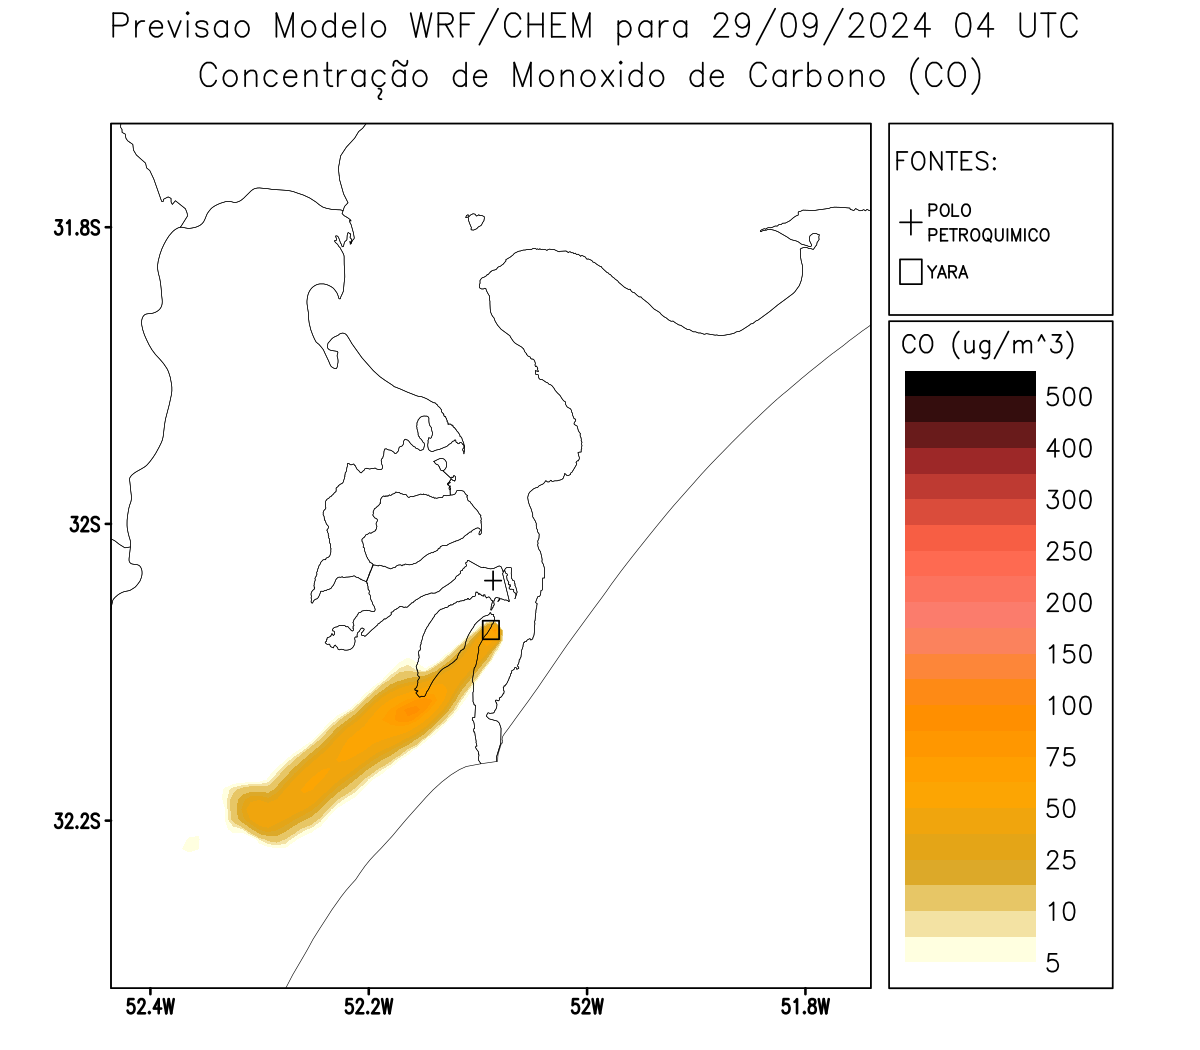 Previsao Modelo WRF/CHEM para 29/09/2024 04 UTC
Concentração de Monoxido de Carbono (CO)
FONTES:
POLO
PETROQUIMICO
YARA
CO (ug/m^3)
500
400
300
250
200
150
100
75
50
25
10
5
31.8S
32S
32.2S
52.4W
52.2W
52W
51.8W